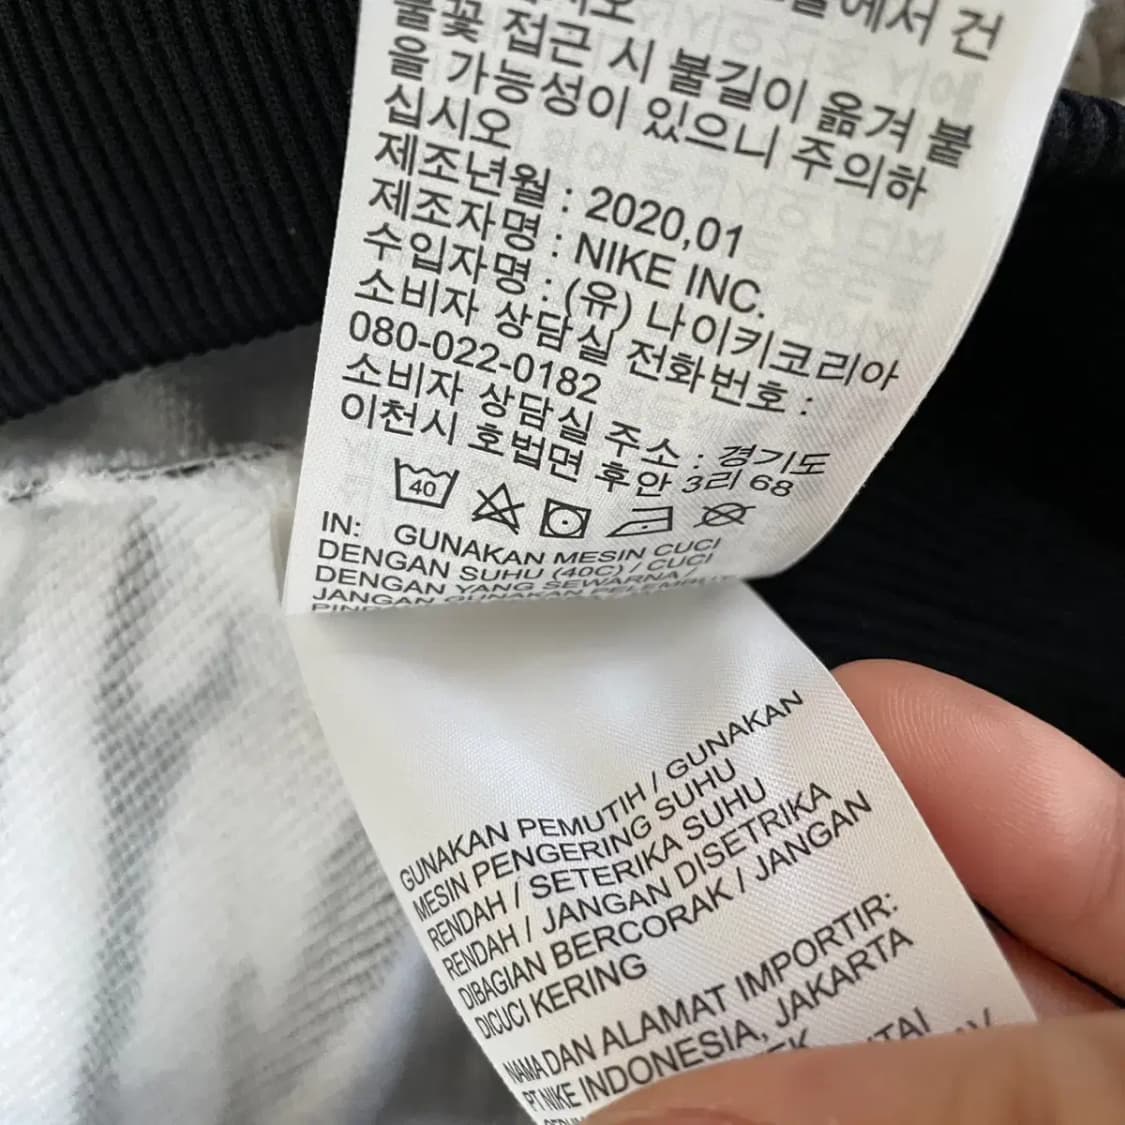 에서 건
불꽃 접근 시 불길이 옮겨 붙
을 가능성이 있으니 주의하
십시오
제조년월 : 2020,01
제조자명 : NIKE INC.
수입자명 : (유) 나이키코리아
소비자 상담실 전화번호 :
080-022-0182
소비자 상담실 주소 : 경기도
이천시 호법면 후안 3리 68
40
IN: GUNAKAN MESIN CUCI
DENGAN SUHU (40C) / CUCI
DENGAN YANG SEWARNA /
JANGAN GUNAKAN
GUNAKAN PEMUTIH / GUNAKAN
MESIN PENGERING SUHU
RENDAH / SETERIKA SUHU
RENDAH / JANGAN DISETRIKA
DIBAGIAN BERCORAK / JANGAN
DICUCI KERING
NAMA DAN ALAMAT IMPORTIR:
PT NIKE INDONESIA, JAKARTA